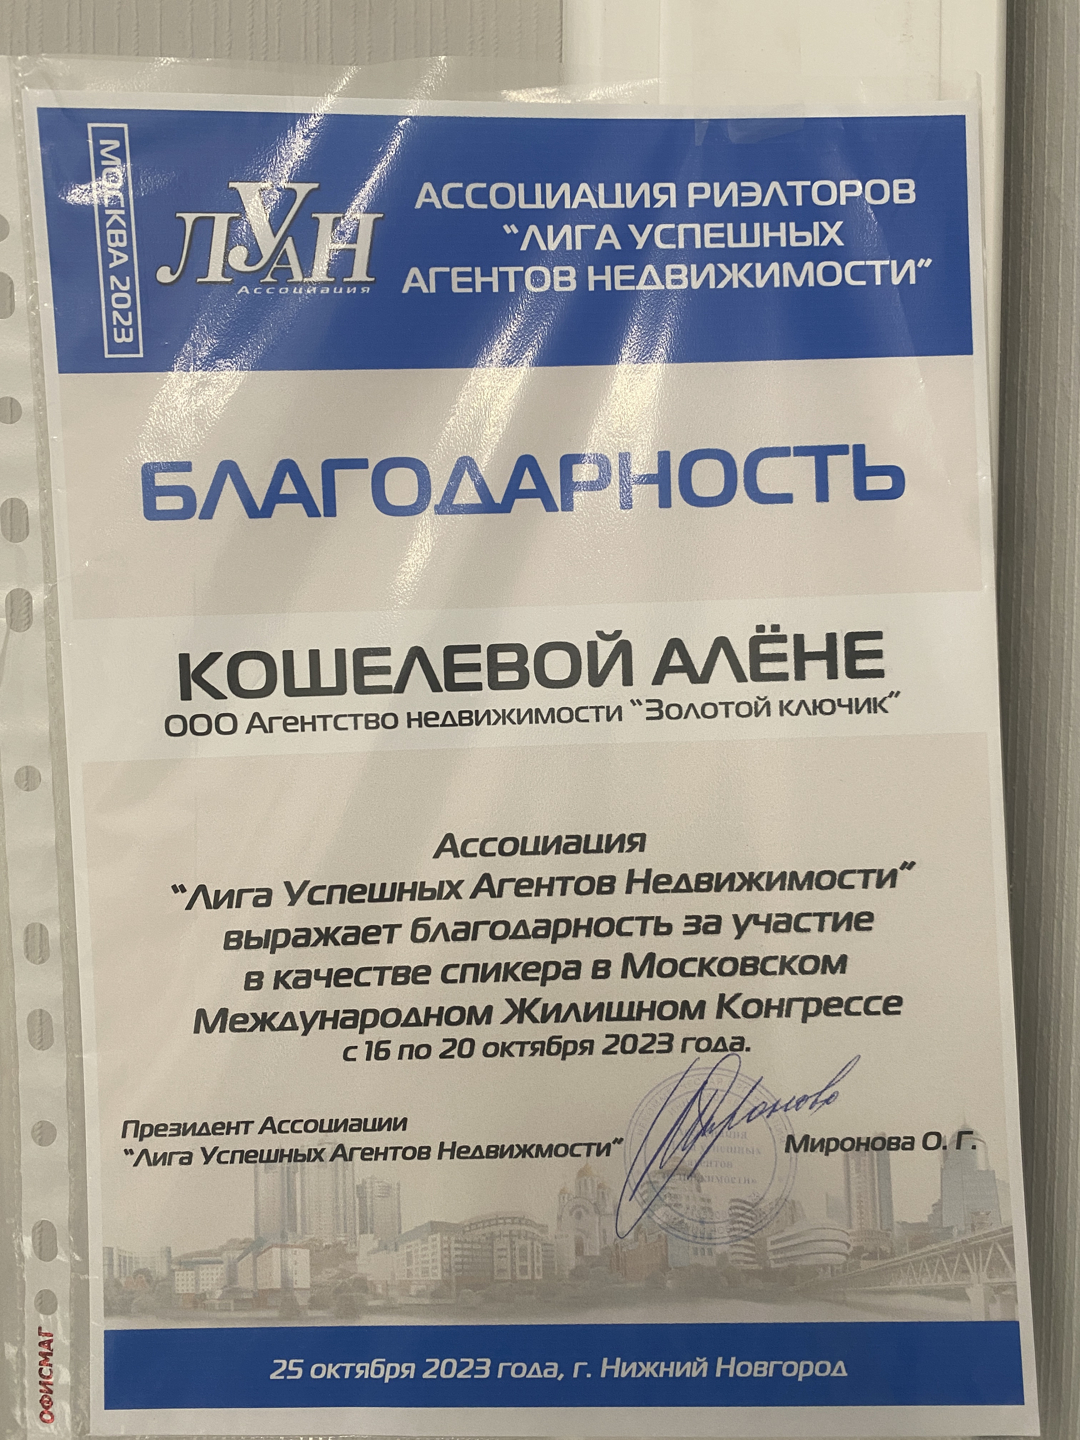 МОСКВА 2023
ЛУАН
Ассоциация
АССОЦИАЦИЯ РИЭЛТОРОВ
“ЛИГА УСПЕШНЫХ
АГЕНТОВ НЕДВИЖИМОСТИ”
БЛАГОДАРНОСТЬ
КОШЕЛЕВОЙ АЛЁНЕ
ООО Агентство недвижимости “Золотой ключик”
Ассоциация
“Лига Успешных Агентов Недвижимости”
выражает благодарность за участие
в качестве спикера в Московском
Международном Жилищном Конгрессе
с 16 по 20 октября 2023 года.
Президент Ассоциации
“Лига Успешных Агентов Недвижмости”
Миронова О. Г.
25 октября 2023 года, г. Нижний Новгород
ОФИСМАГ